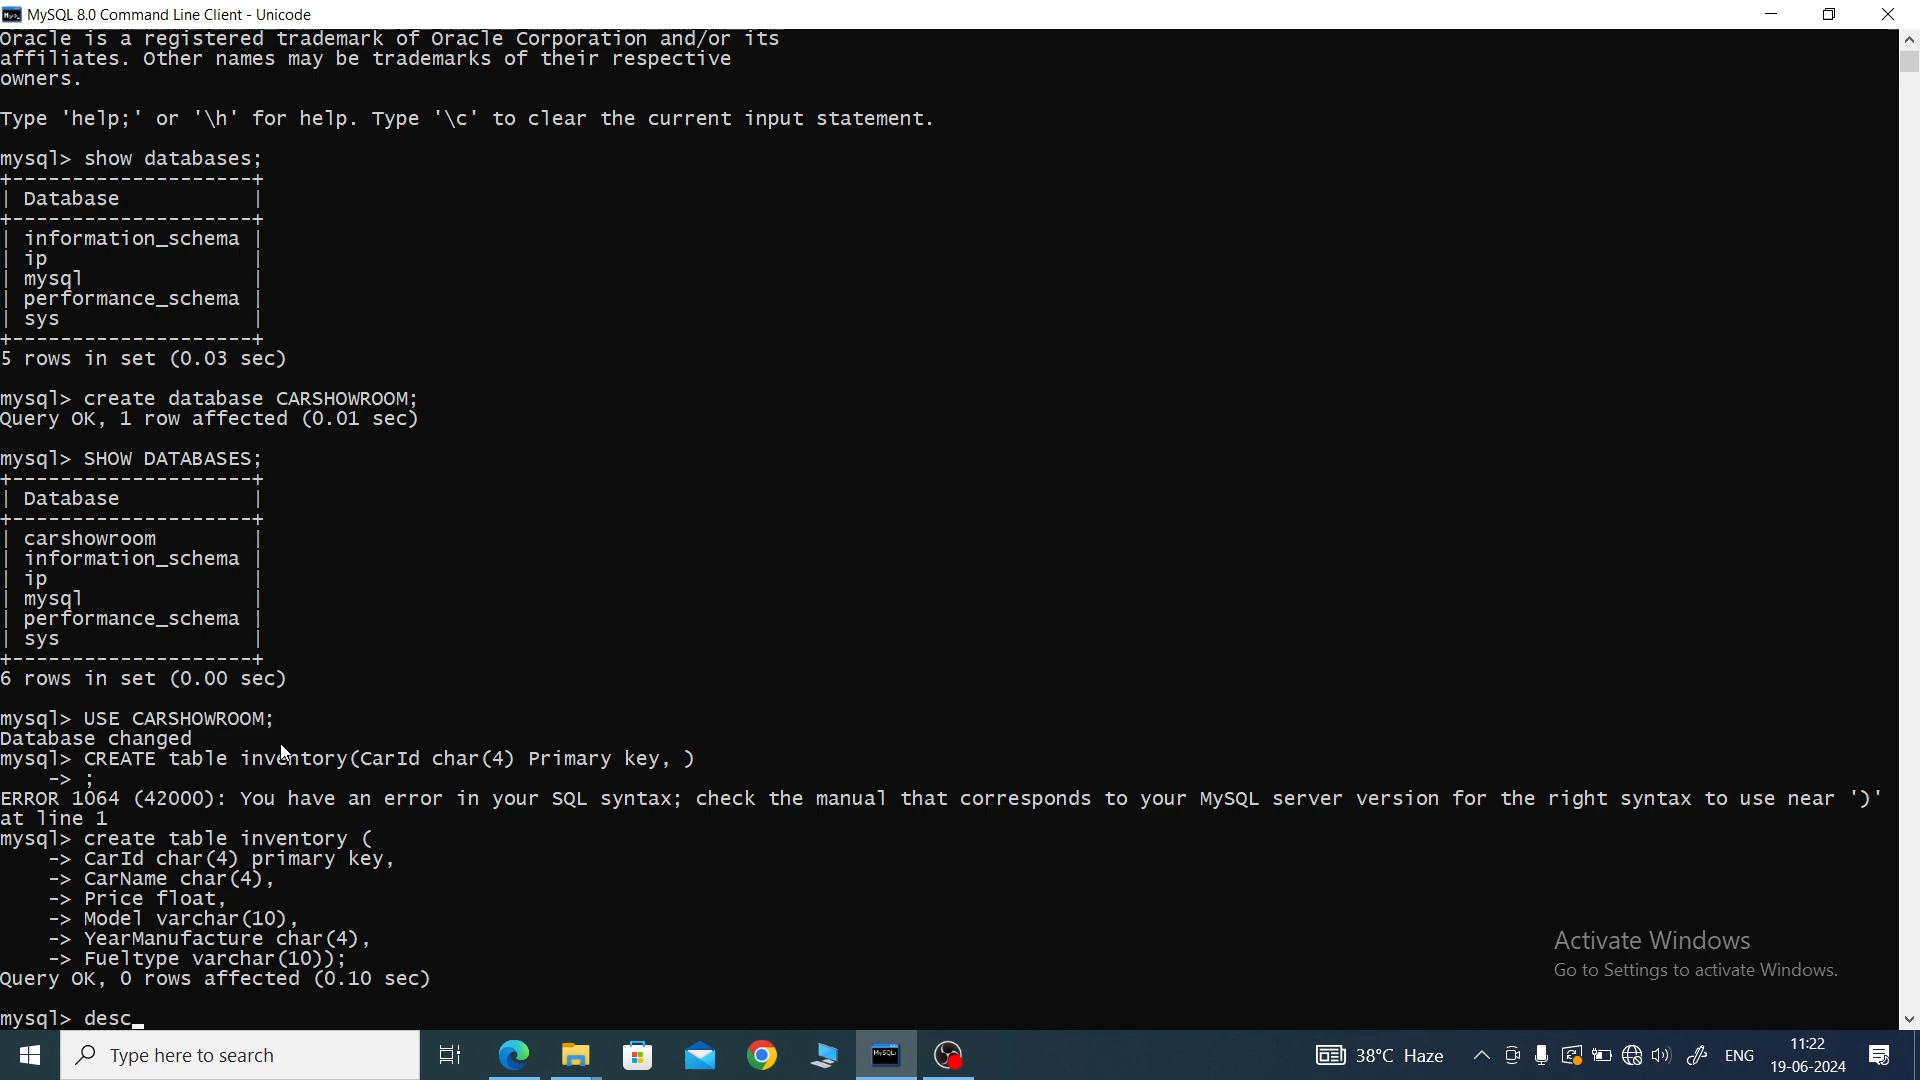 MySQL 8.0 Command Line Client - Unicode
Oracle is a registered trademark of Oracle Corporation and/or its
affiliates. Other names may be trademarks of their respective
owners.
Type 'help;' or '\h' for help. Type '\c' to clear the current input statement.
mysql> show databases;
+--------------------+
| Database           |
+--------------------+
| information_schema |
| ip                 |
| mysql              |
| performance_schema |
| sys                |
+--------------------+
5 rows in set (0.03 sec)
mysql> create database CARSHOWROOM;
Query OK, 1 row affected (0.01 sec)
mysql> SHOW DATABASES;
+--------------------+
| Database           |
+--------------------+
| carshowroom        |
| information_schema |
| ip                 |
| mysql              |
| performance_schema |
| sys                |
+--------------------+
6 rows in set (0.00 sec)
mysql> USE CARSHOWROOM;
Database changed
mysql> CREATE table inventory(CarId char(4) Primary key, )
    -> ;
ERROR 1064 (42000): You have an error in your SQL syntax; check the manual that corresponds to your MySQL server version for the right syntax to use near ')'
at line 1
mysql> create table inventory (
    -> CarId char(4) primary key,
    -> CarName char(4),
    -> Price float,
    -> Model varchar(10),
    -> YearManufacture char(4),
    -> Fueltype varchar(10));
Query OK, 0 rows affected (0.10 sec)
mysql> desc_
Activate Windows
Go to Settings to activate Windows.
Type here to search
MySQL
38°C Haze
ENG
11:22
19-06-2024